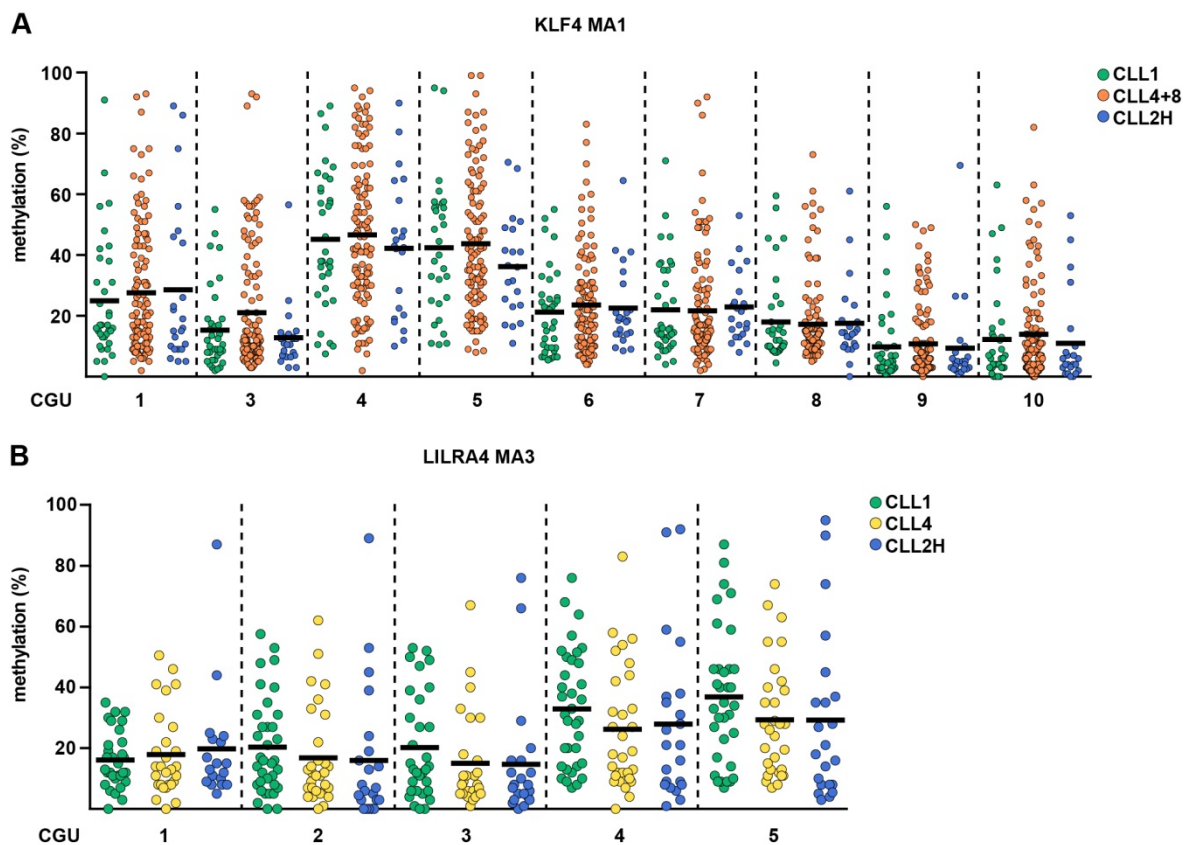 A
KLF4 MA1
CLL1
CLL4+8
CLL2H
methylation (%)
100
80
60
40
20
CGU 1 3 4 5 6 7 8 9 10
B
LILRA4 MA3
CLL1
CLL4
CLL2H
methylation (%)
100
80
60
40
20
CGU 1 2 3 4 5